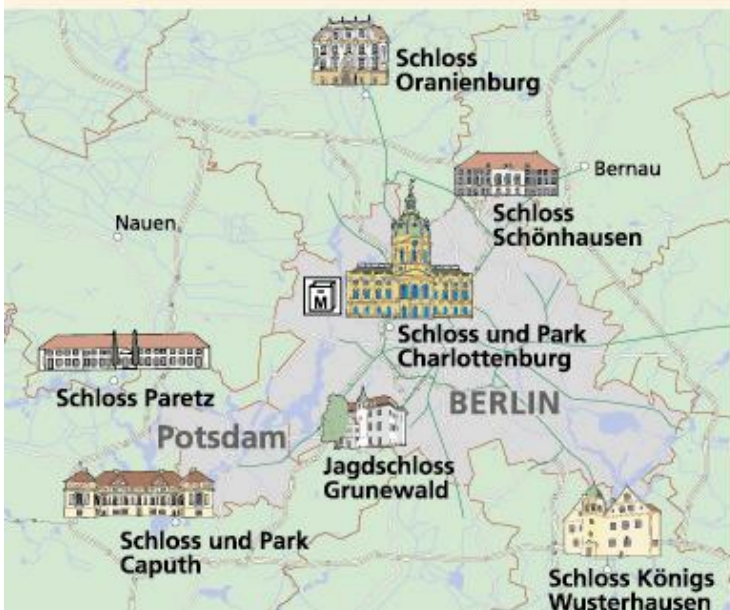 Schloss
Oranienburg
Bernau
Schloss
Schönhausen
Nauen
M
Schloss und Park
Charlottenburg
Schloss Paretz
BERLIN
Potsdam
Jagdschloss
Grunewald
Schloss und Park
Caputh
Schloss Königs
Wusterhausen